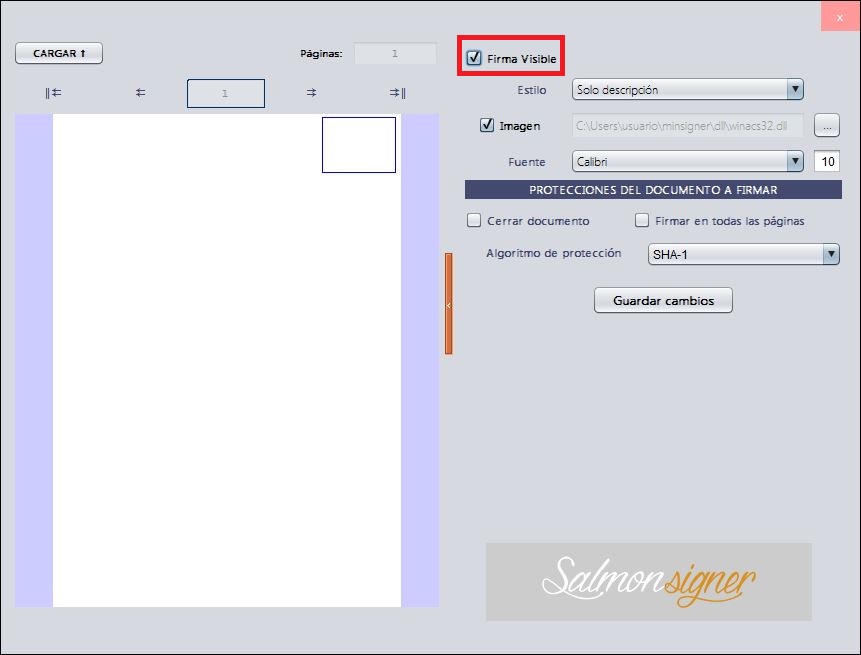 x
CARGAR ↑
Páginas: 1
1
Firma Visible
Estilo Solo descripción
Imagen C:\Users\usuario\minsigner\dll\winacs32.dll ...
Fuente Calibri 10
PROTECCIONES DEL DOCUMENTO A FIRMAR
Cerrar documento Firmar en todas las páginas
Algoritmo de protección SHA-1
Guardar cambios
Salmonsigner